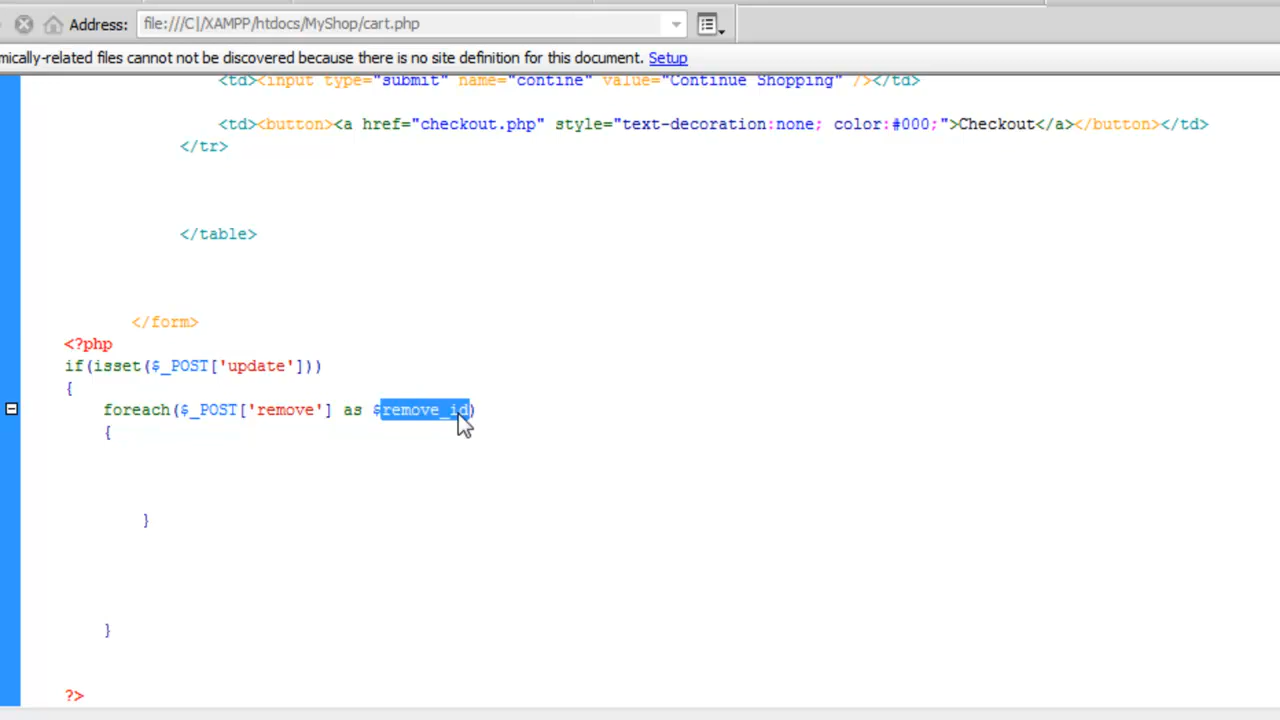 Address: file:///C|/XAMPP/htdocs/MyShop/cart.php
mically-related files cannot not be discovered because there is no site definition for this document. Setup
<td><input type="submit" name="contine" value="Continue Shopping" /></td>
<td><button><a href="checkout.php" style="text-decoration:none; color:#000;">Checkout</a></button></td>
</tr>
</table>
</form>
<?php
if(isset($_POST['update']))
{
foreach($_POST['remove'] as $remove_id)
{
}
}
?>